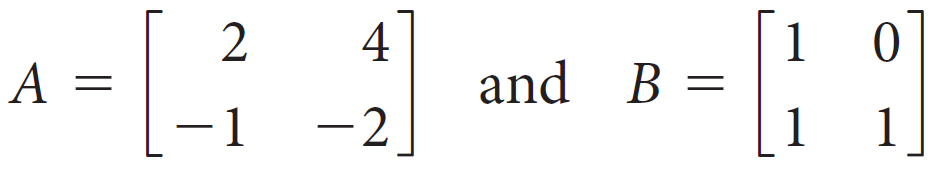 A = [ 2 4 ] and B = [ 1 0 ]
[ −1 −2 ] [ 1 1 ]